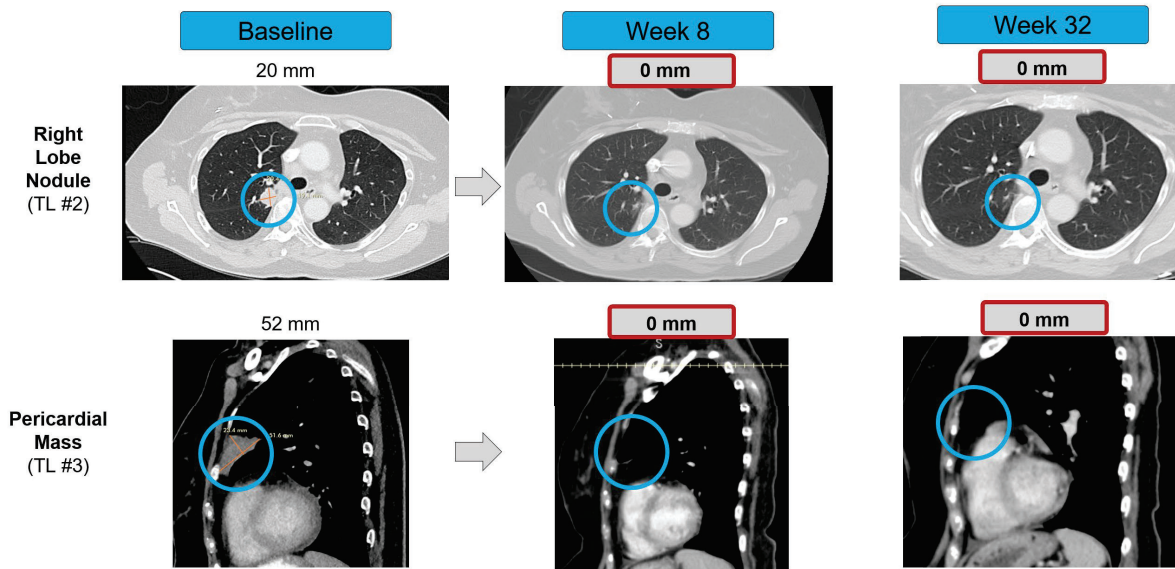 Baseline
Week 8
Week 32
20 mm
0 mm
0 mm
Right
Lobe
Nodule
(TL #2)
52 mm
0 mm
0 mm
Pericardial
Mass
(TL #3)
23.4 mm
51.6 mm
S